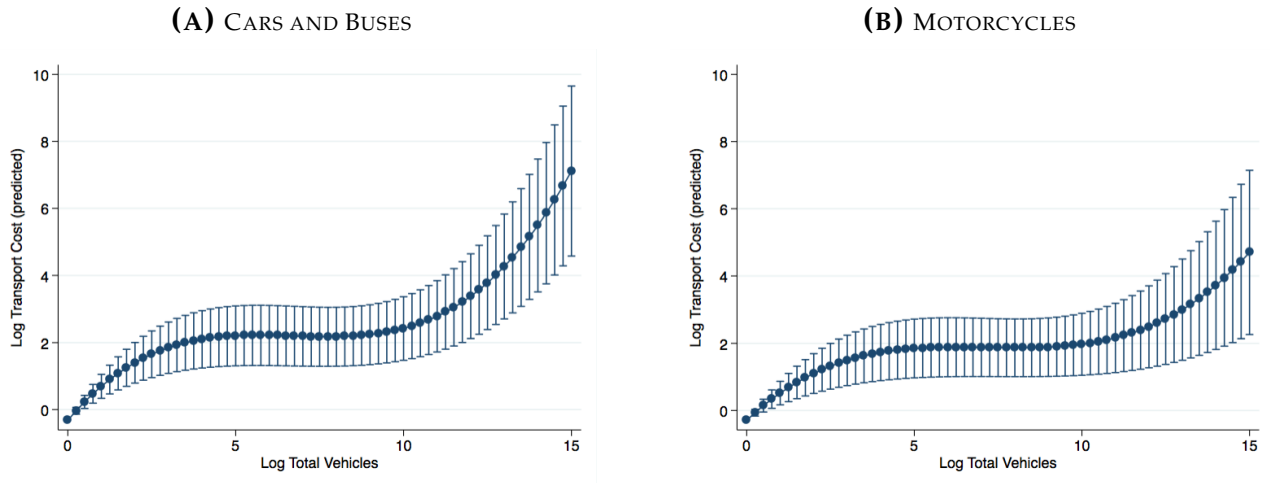 (A) CARS AND BUSES
10
8
6
4
2
0
Log Transport Cost (predicted)
0 5 10 15
Log Total Vehicles
(B) MOTORCYCLES
10
8
6
4
2
0
Log Transport Cost (predicted)
0 5 10 15
Log Total Vehicles